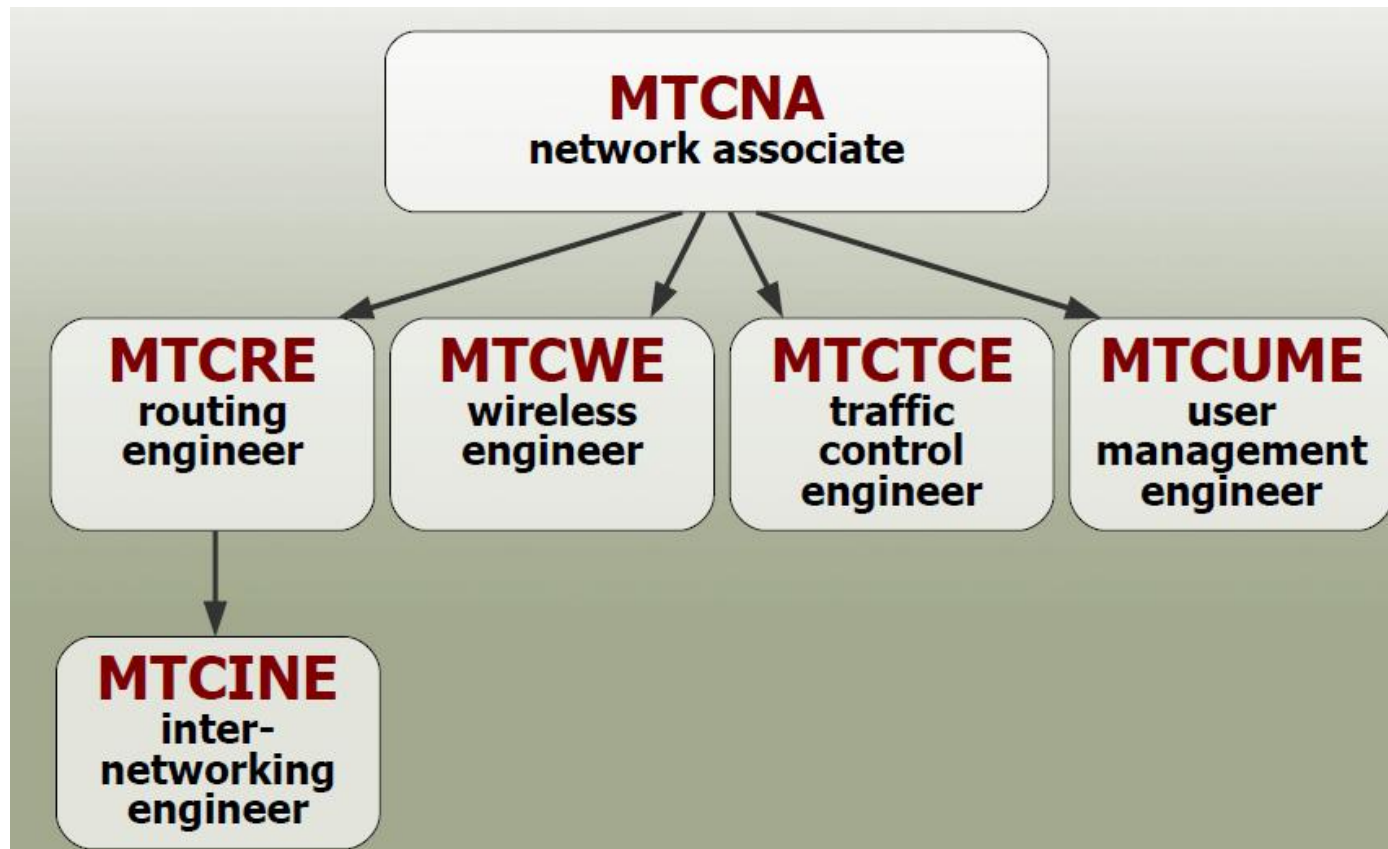 MTCNA
network associate
MTCRE
routing
engineer
MTCWE
wireless
engineer
MTCTCE
traffic
control
engineer
MTCUME
user
management
engineer
MTCINE
inter-
networking
engineer